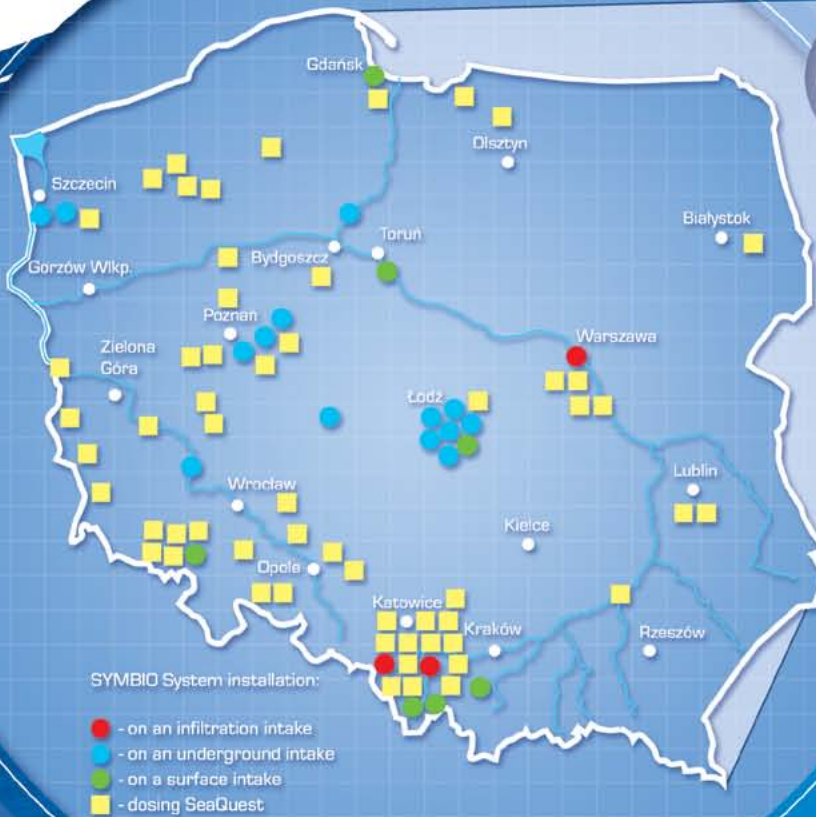 Gdańsk
Olsztyn
Szczecin
Białystok
Toruń
Bydgoszcz
Gorzów Wlkp.
Poznań
Warszawa
Zielona
Góra
Łódź
Lublin
Wrocław
Kielce
Opole
Katowice
Kraków
Rzeszów
SYMBIO System installation:
- on an infiltration intake
- on an underground intake
- on a surface intake
- dosing SeaQuest